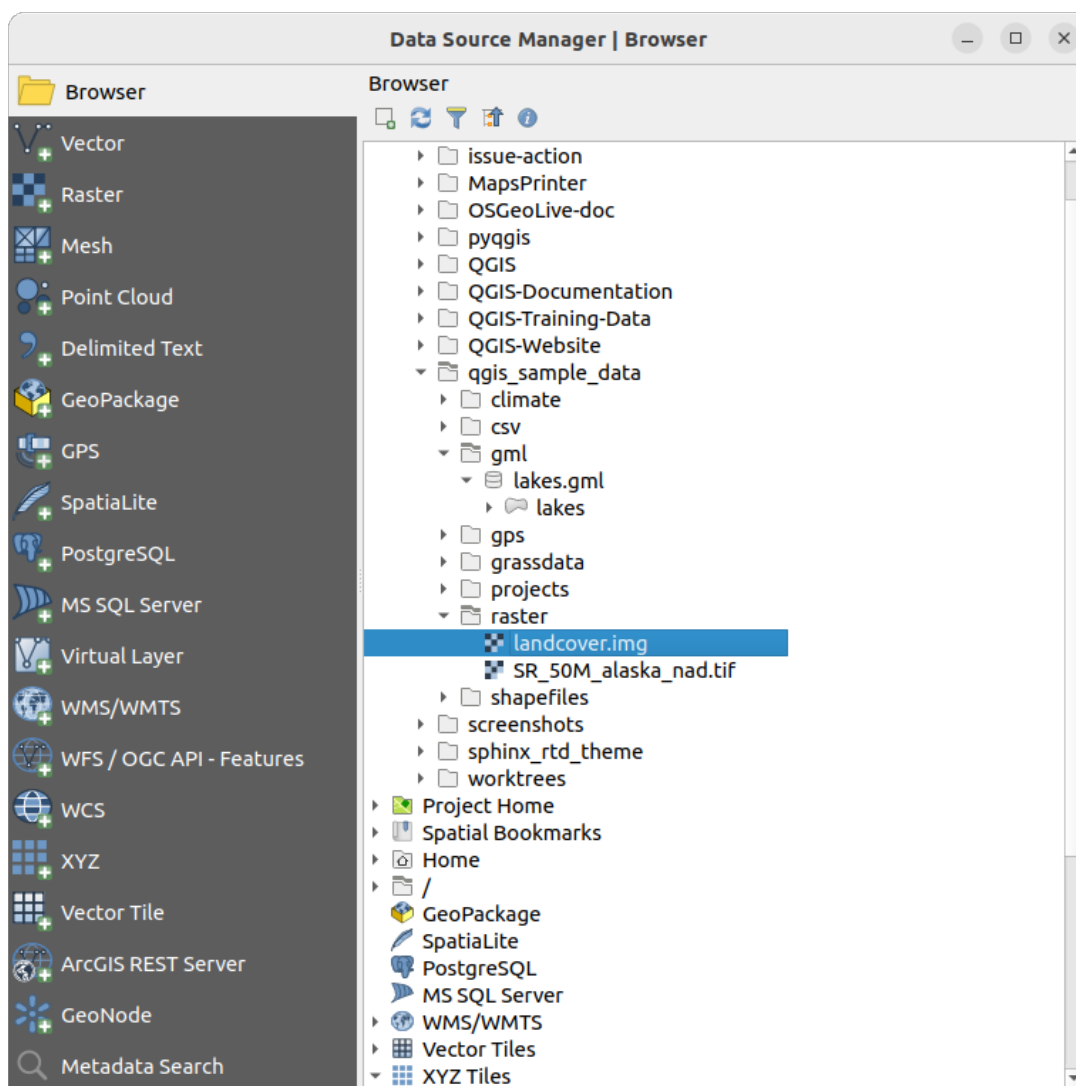 Data Source Manager | Browser
Browser
Vector
Raster
Mesh
Point Cloud
Delimited Text
GeoPackage
GPS
SpatiaLite
PostgreSQL
MS SQL Server
Virtual Layer
WMS/WMTS
WFS / OGC API - Features
WCS
XYZ
Vector Tile
ArcGIS REST Server
GeoNode
Metadata Search
Browser
issue-action
MapsPrinter
OSGeoLive-doc
pyqgis
QGIS
QGIS-Documentation
QGIS-Training-Data
QGIS-Website
qgis_sample_data
climate
csv
gml
lakes.gml
lakes
gps
grassdata
projects
raster
landcover.img
SR_50M_alaska_nad.tif
shapefiles
screenshots
sphinx_rtd_theme
worktrees
Project Home
Spatial Bookmarks
Home
/
GeoPackage
SpatiaLite
PostgreSQL
MS SQL Server
WMS/WMTS
Vector Tiles
XYZ Tiles